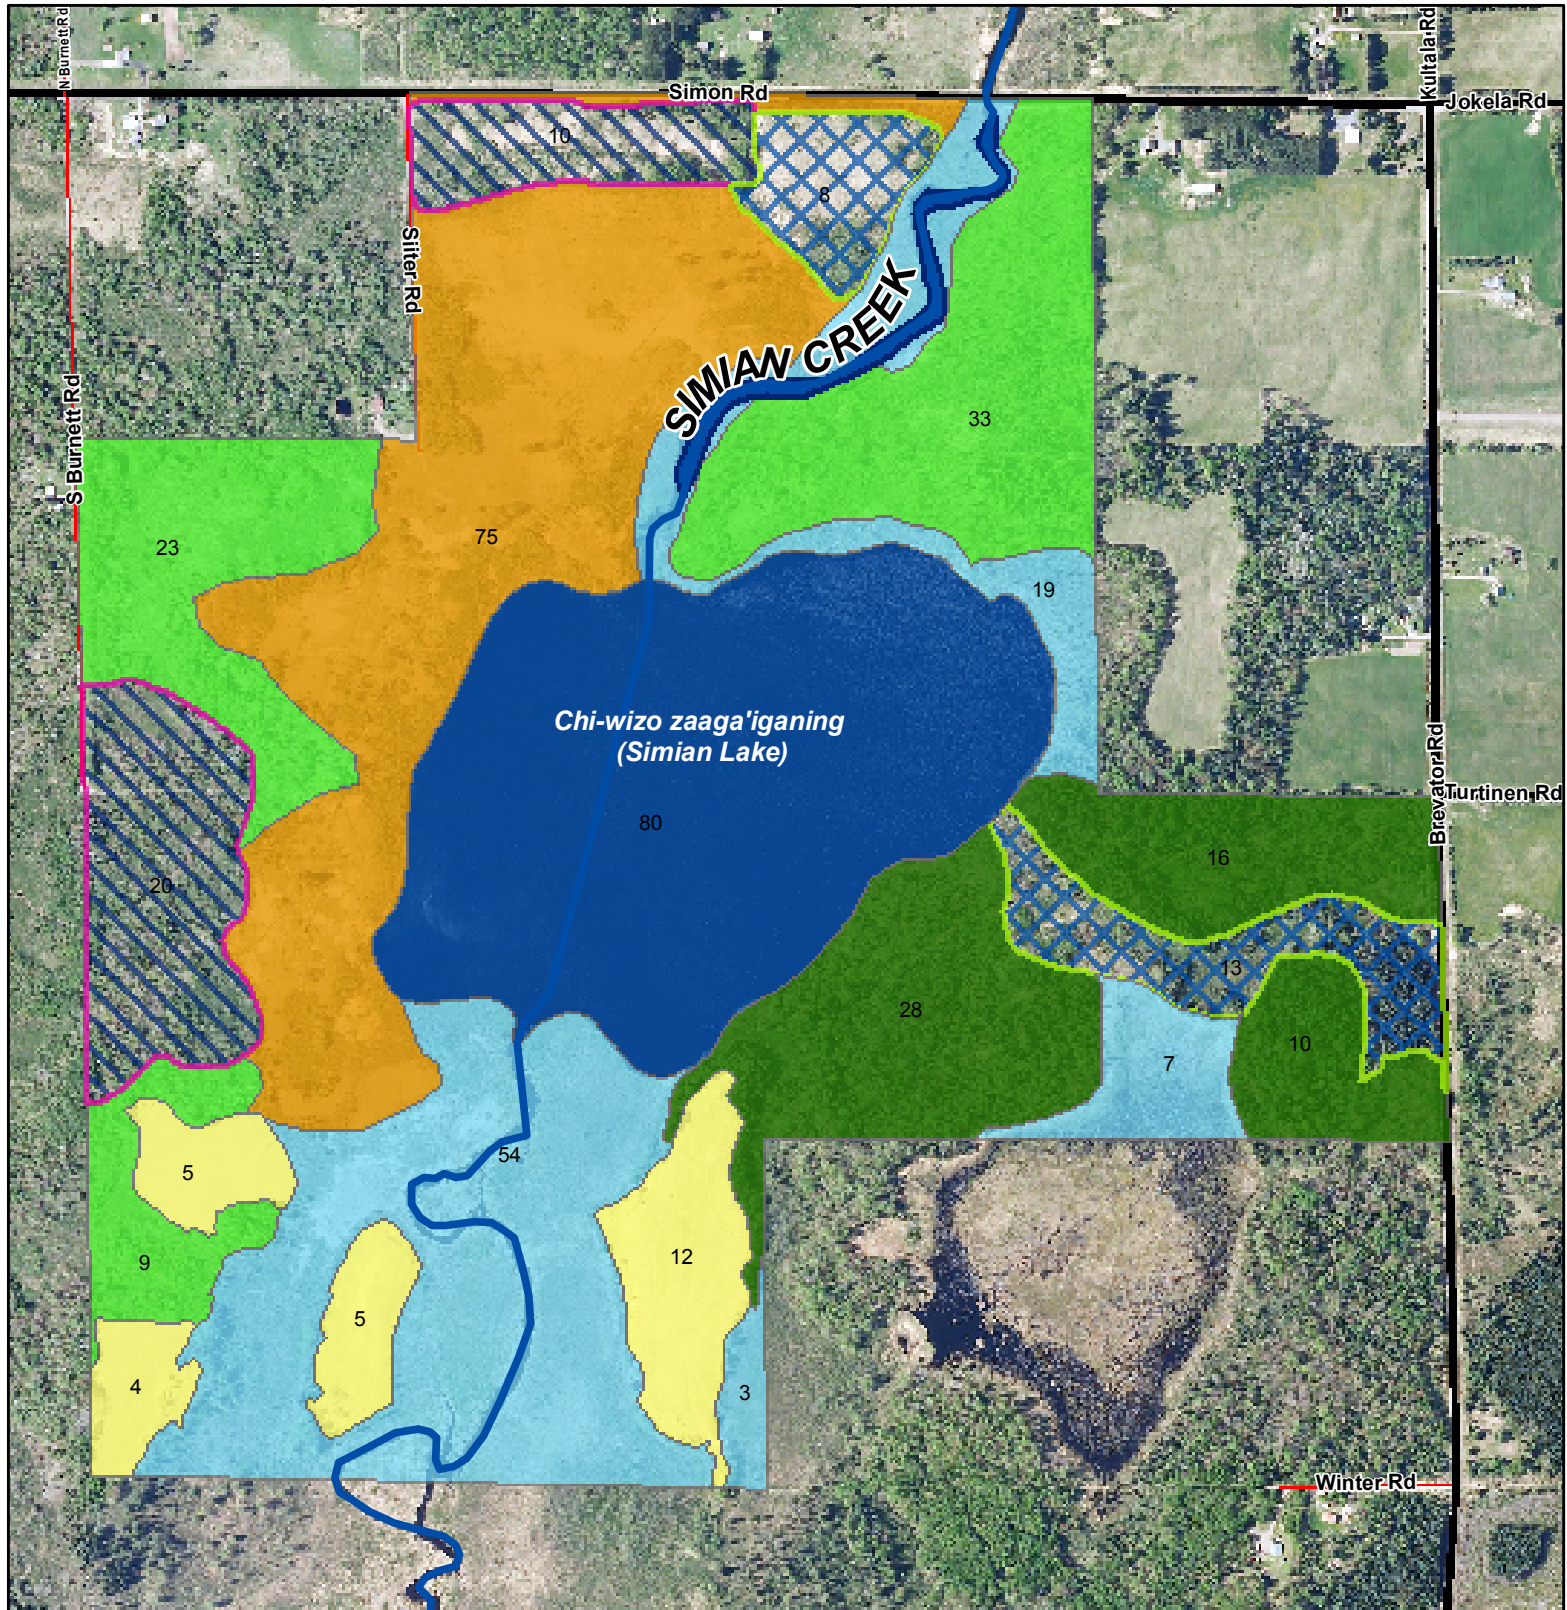 N Burnett Rd
Kultala Rd
Simon Rd
Jokela Rd
10
8
Siiter Rd
SIMIAN CREEK
S Burnett Rd
33
23
75
19
Chi-wizo zaaga'iganing
(Simian Lake)
80
Brevator Rd
Turtinen Rd
16
20
13
28
10
7
54
5
12
9
5
4
3
Winter Rd